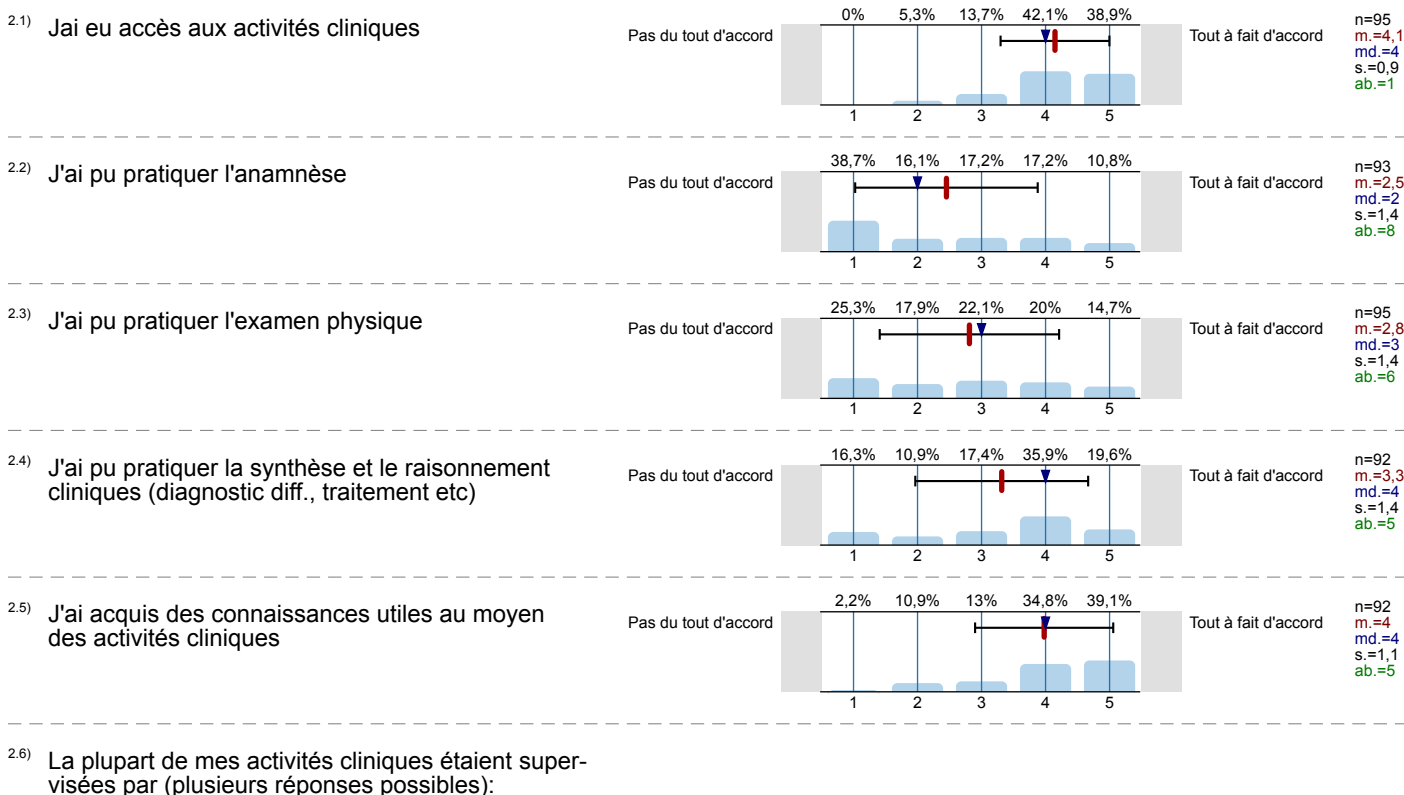 2.1) Jai eu accès aux activités cliniques
Pas du tout d'accord
0% 5,3% 13,7% 42,1% 38,9%
1 2 3 4 5
Tout à fait d'accord
n=95
m.=4,1
md.=4
s.=0,9
ab.=1
2.2) J'ai pu pratiquer l'anamnèse
Pas du tout d'accord
38,7% 16,1% 17,2% 17,2% 10,8%
1 2 3 4 5
Tout à fait d'accord
n=93
m.=2,5
md.=2
s.=1,4
ab.=8
2.3) J'ai pu pratiquer l'examen physique
Pas du tout d'accord
25,3% 17,9% 22,1% 20% 14,7%
1 2 3 4 5
Tout à fait d'accord
n=95
m.=2,8
md.=3
s.=1,4
ab.=6
2.4) J'ai pu pratiquer la synthèse et le raisonnement
cliniques (diagnostic diff., traitement etc)
Pas du tout d'accord
16,3% 10,9% 17,4% 35,9% 19,6%
1 2 3 4 5
Tout à fait d'accord
n=92
m.=3,3
md.=4
s.=1,4
ab.=5
2.5) J'ai acquis des connaissances utiles au moyen
des activités cliniques
Pas du tout d'accord
2,2% 10,9% 13% 34,8% 39,1%
1 2 3 4 5
Tout à fait d'accord
n=92
m.=4
md.=4
s.=1,1
ab.=5
2.6) La plupart de mes activités cliniques étaient super-
visées par (plusieurs réponses possibles):